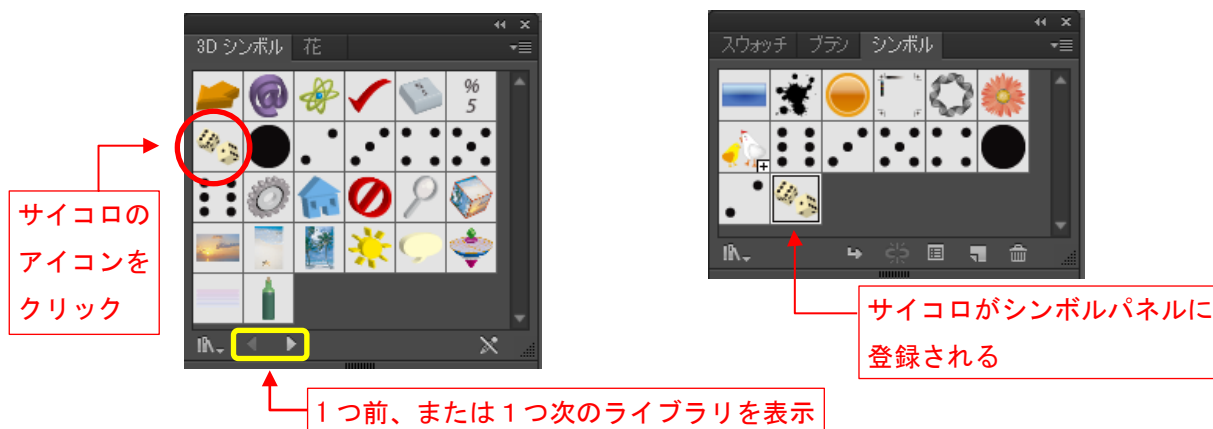 3D シンボル 花
%
5
サイコロの
アイコンを
クリック
1つ前、または1つ次のライブラリを表示
スウォッチ ブラシ シンボル
サイコロがシンボルパネルに
登録される